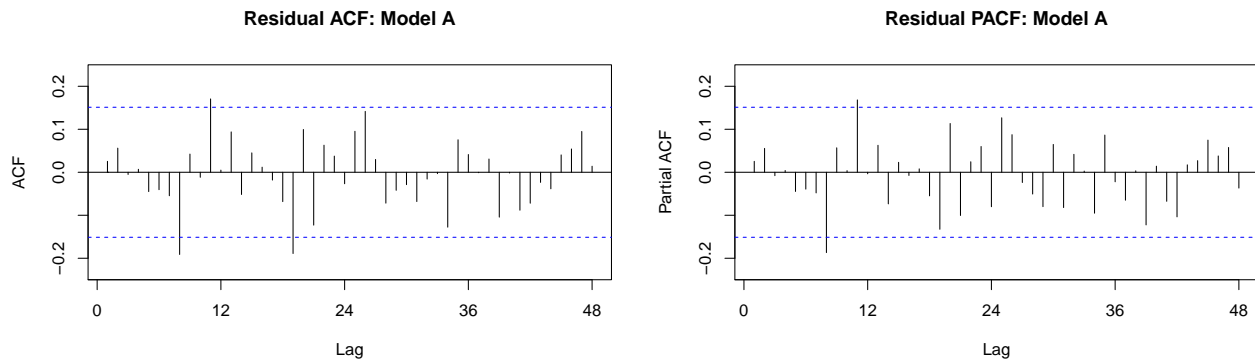 Residual ACF: Model A
ACF
0.2
0.1
0.0
−0.2
0 12 24 36 48
Lag
Residual PACF: Model A
Partial ACF
0.2
0.1
0.0
−0.2
0 12 24 36 48
Lag